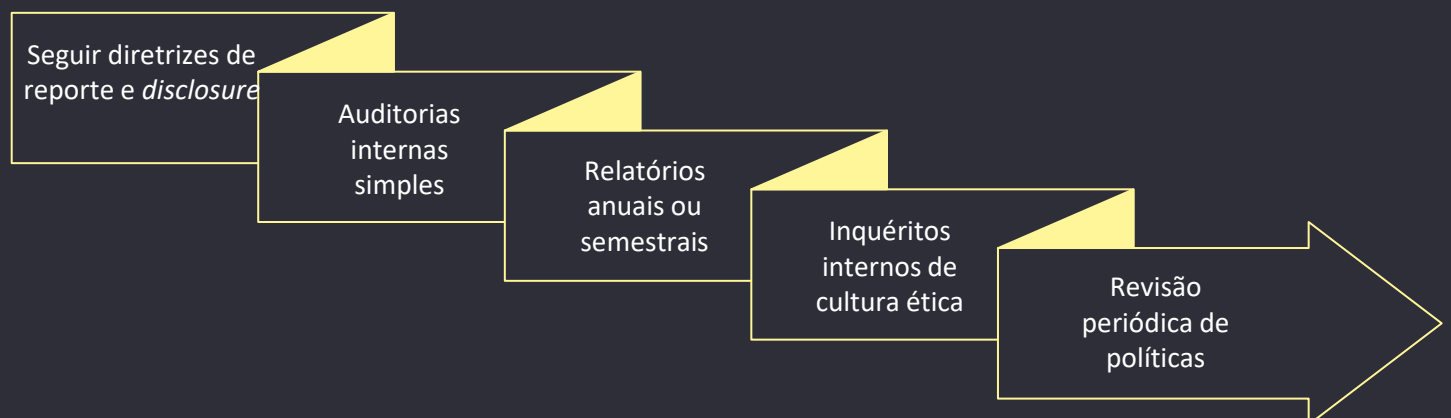 Seguir diretrizes de
reporte e disclosure
Auditorias
internas
simples
Relatórios
anuais ou
semestrais
Inquéritos
internos de
cultura ética
Revisão
periódica de
políticas